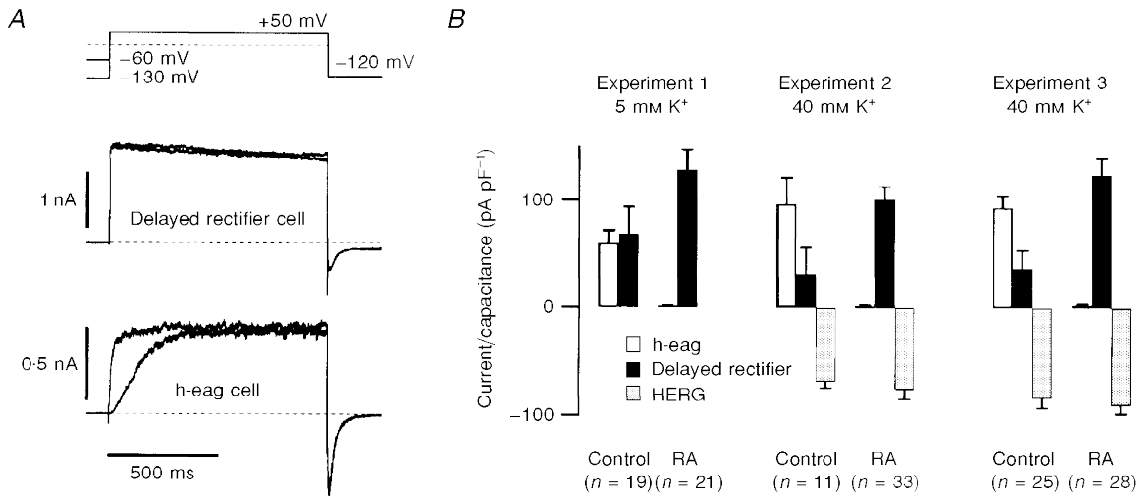 A
+50 mV
−60 mV
−130 mV
−120 mV
1 nA
Delayed rectifier cell
0·5 nA
h-eag cell
500 ms
B
Experiment 1
5 mM K⁺
Experiment 2
40 mM K⁺
Experiment 3
40 mM K⁺
Current/capacitance (pA pF⁻¹)
100
0
−100
h-eag
Delayed rectifier
HERG
Control
(n = 19)
RA
(n = 21)
Control
(n = 11)
RA
(n = 33)
Control
(n = 25)
RA
(n = 28)